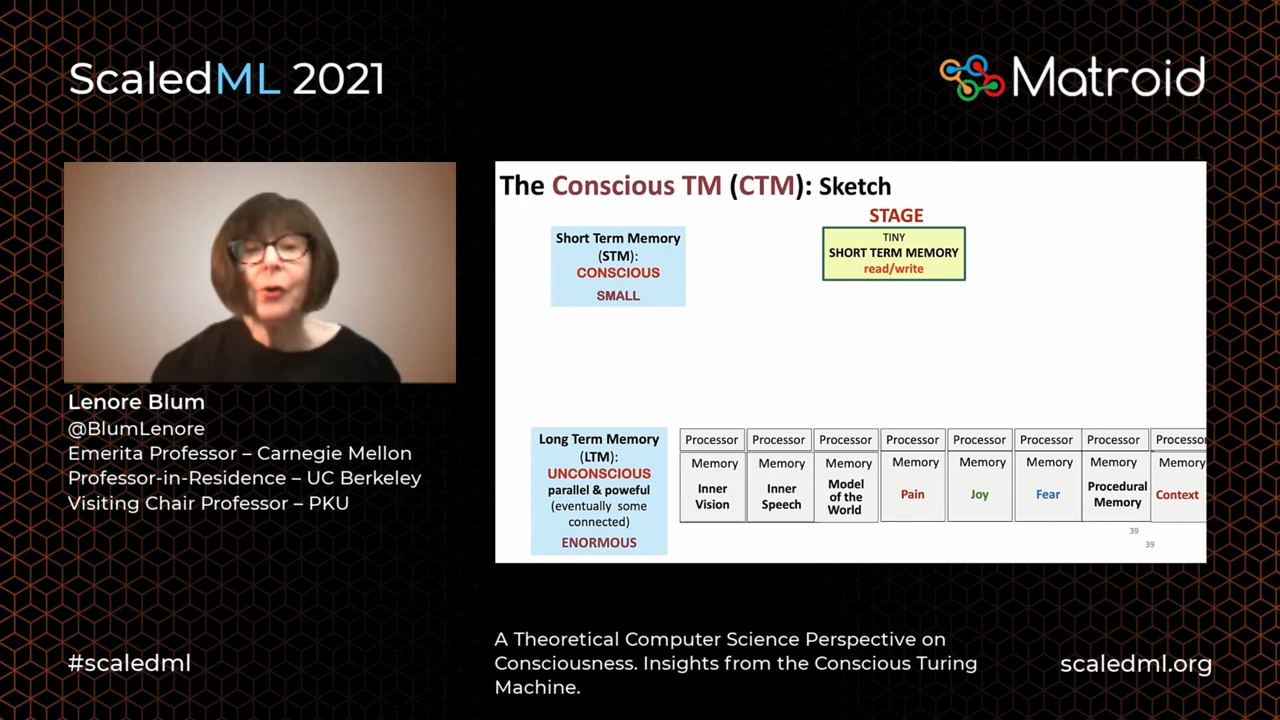 ScaledML 2021
Matroid
The Conscious TM (CTM): Sketch
STAGE
Short Term Memory
(STM):
CONSCIOUS
SMALL
TINY
SHORT TERM MEMORY
read/write
Long Term Memory
(LTM):
UNCONSCIOUS
parallel & poweful
(eventually some
connected)
ENORMOUS
Processor Processor Processor Processor Processor Processor Processor Processor
Memory Memory Memory Memory Memory Memory Memory Memory
Inner
Vision
Inner
Speech
Model
of the
World
Pain
Joy
Fear
Procedural
Memory
Context
39
39
Lenore Blum
@BlumLenore
Emerita Professor – Carnegie Mellon
Professor-in-Residence – UC Berkeley
Visiting Chair Professor – PKU
#scaledml
A Theoretical Computer Science Perspective on
Consciousness. Insights from the Conscious Turing
Machine.
scaledml.org